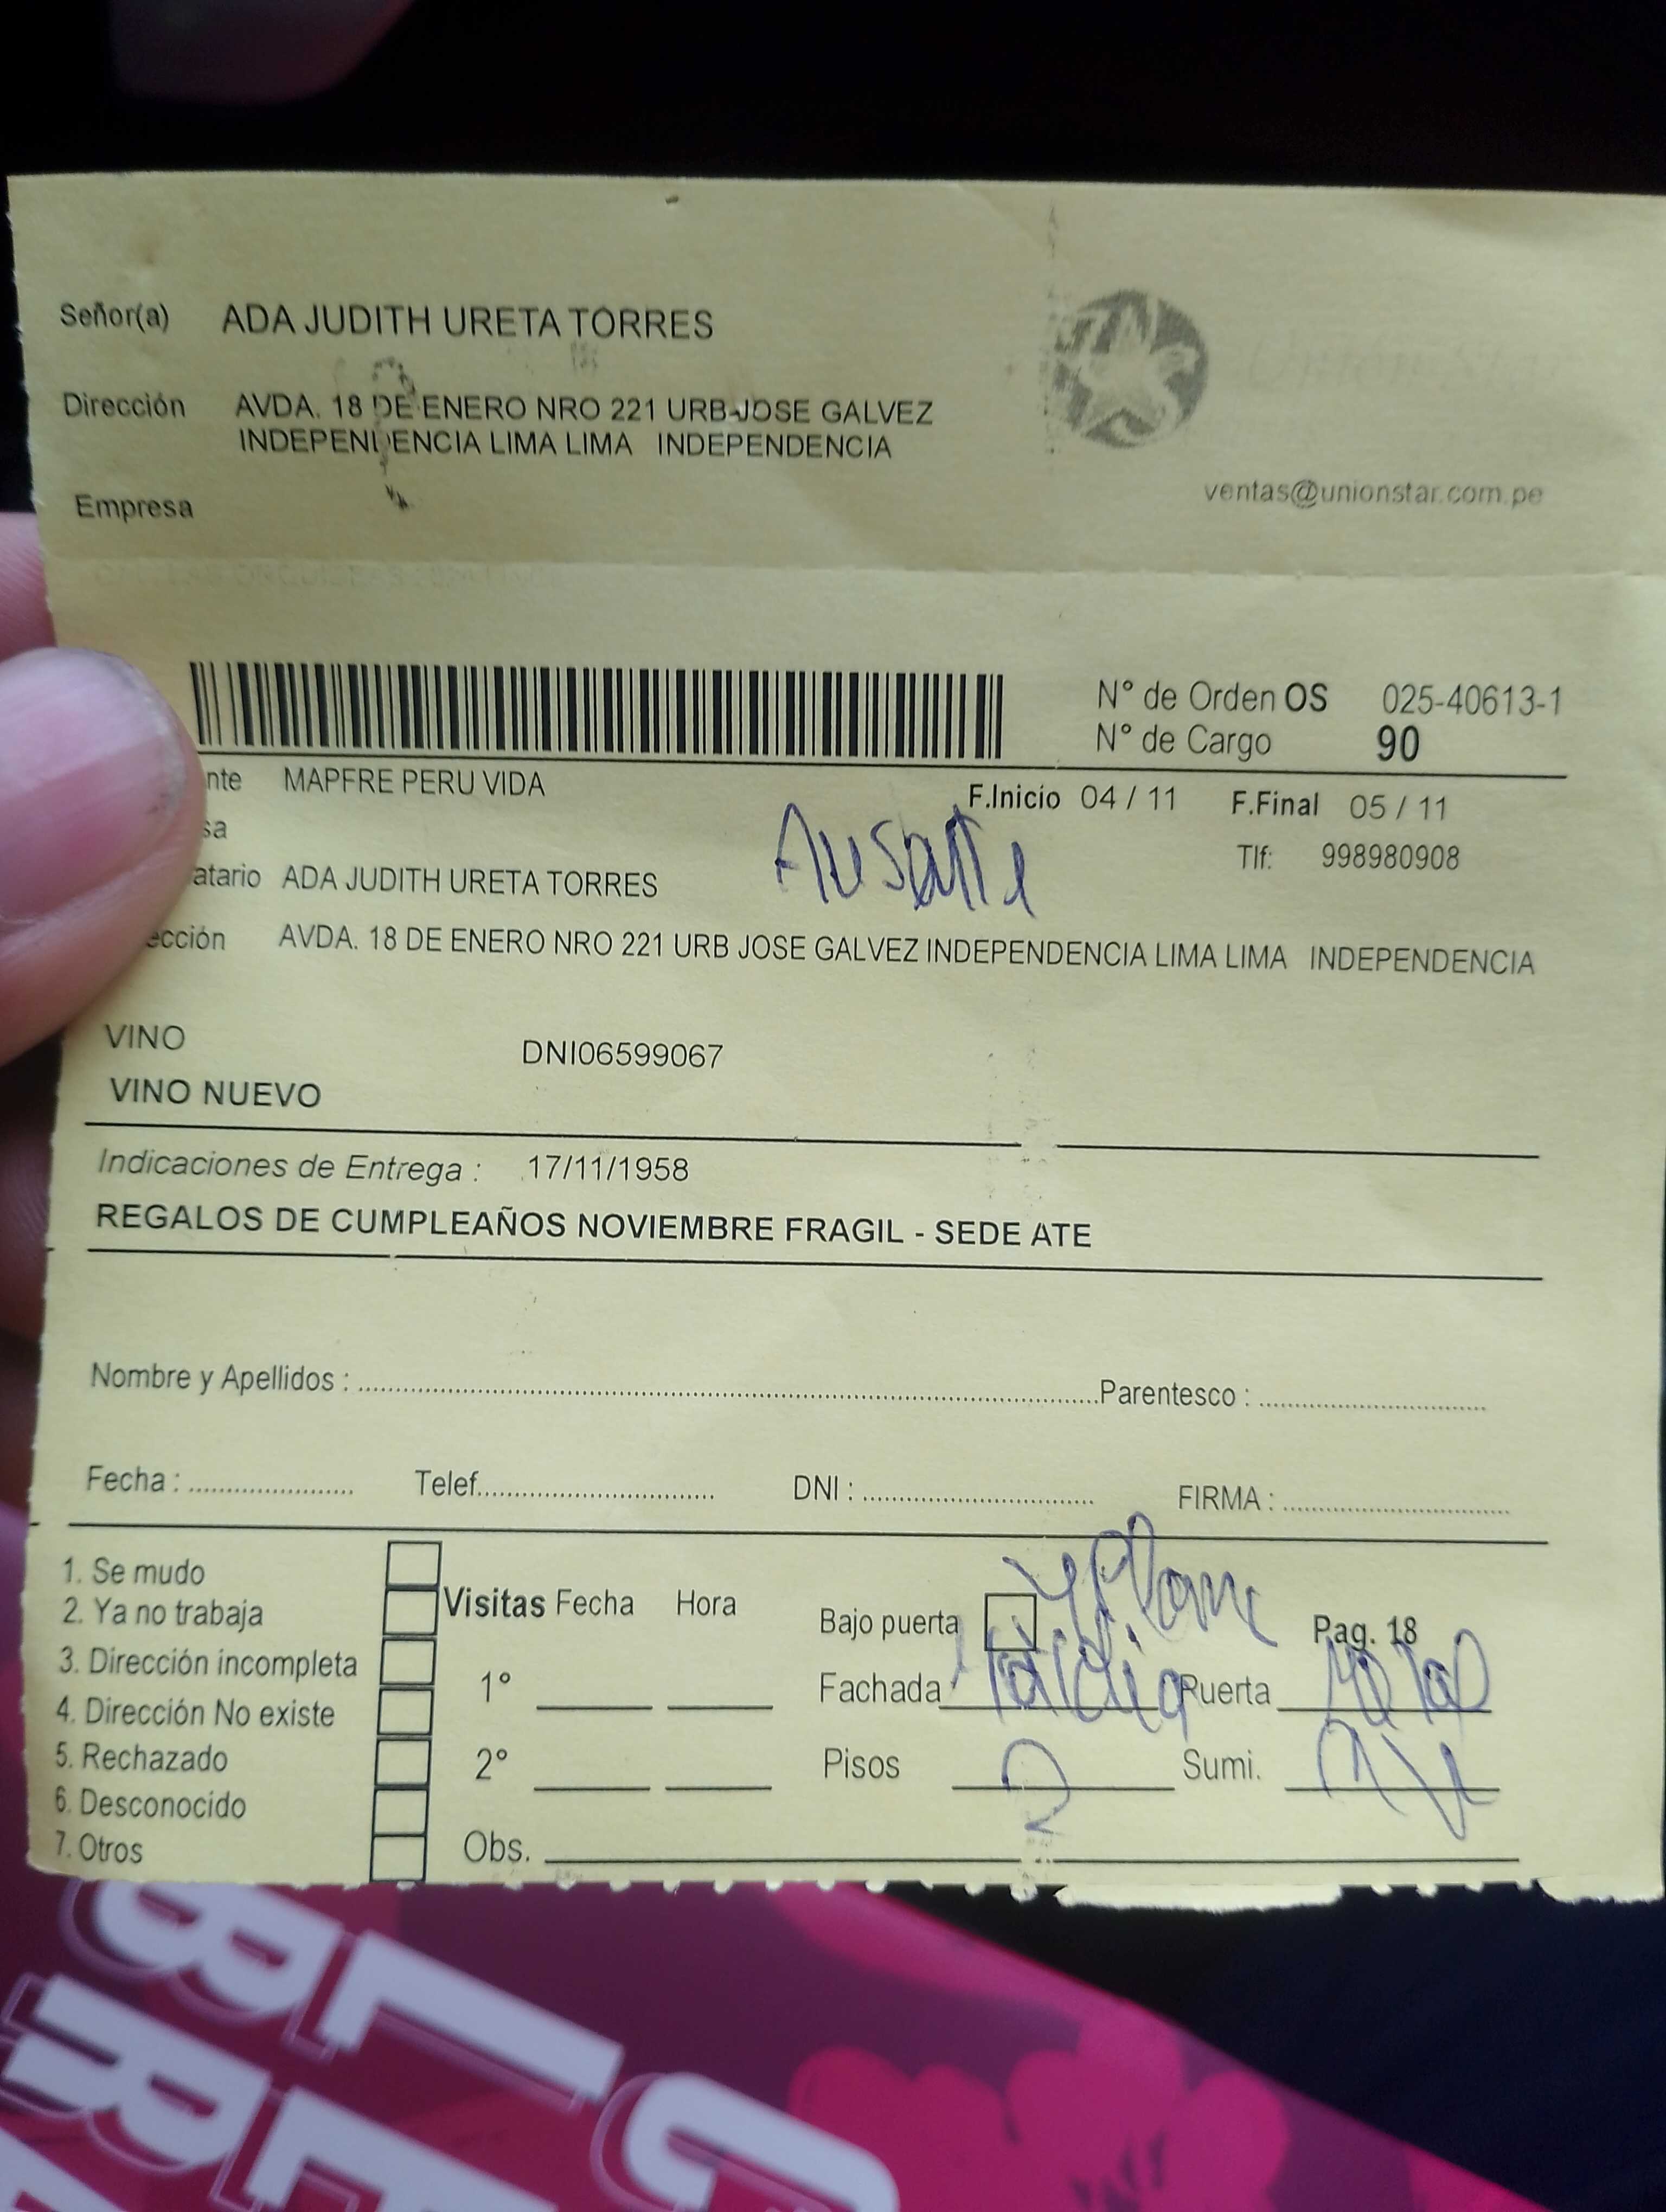 Señor(a) ADA JUDITH URETA TORRES
Dirección AVDA. 18 DE ENERO NRO 221 URB JOSE GALVEZ
INDEPENDENCIA LIMA LIMA INDEPENDENCIA
ventas@unionstar.com.pe
Empresa
N° de Orden OS 025-40613-1
N° de Cargo 90
nte MAPFRE PERU VIDA F.Inicio 04 / 11 F.Final 05 / 11
sa Ausente Tlf: 998980908
atario ADA JUDITH URETA TORRES
ección AVDA. 18 DE ENERO NRO 221 URB JOSE GALVEZ INDEPENDENCIA LIMA LIMA INDEPENDENCIA
VINO DNI06599067
VINO NUEVO
Indicaciones de Entrega : 17/11/1958
REGALOS DE CUMPLEAÑOS NOVIEMBRE FRAGIL - SEDE ATE
Nombre y Apellidos : Parentesco :
Fecha : Telef. DNI : FIRMA :
1. Se mudo
2. Ya no trabaja Visitas Fecha Hora Bajo puerta Pag. 18
3. Dirección incompleta 1° Fachada Puerta Metal
4. Dirección No existe
5. Rechazado 2° Pisos 2 Sumi.
6. Desconocido
7. Otros Obs.